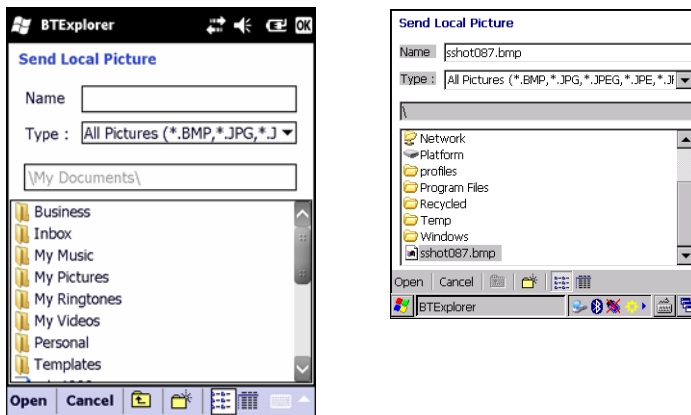 BTExplorer
OK
Send Local Picture
Name
Type : All Pictures (*.BMP,*.JPG,*.J
\My Documents\
Business
Inbox
My Music
My Pictures
My Ringtones
My Videos
Personal
Templates
Open Cancel
Send Local Picture
Name sshot087.bmp
Type : All Pictures (*.BMP,*.JPG,*.JPEG,*.JPE,*.JF
\
Network
Platform
profiles
Program Files
Recycled
Temp
Windows
sshot087.bmp
Open Cancel
BTExplorer